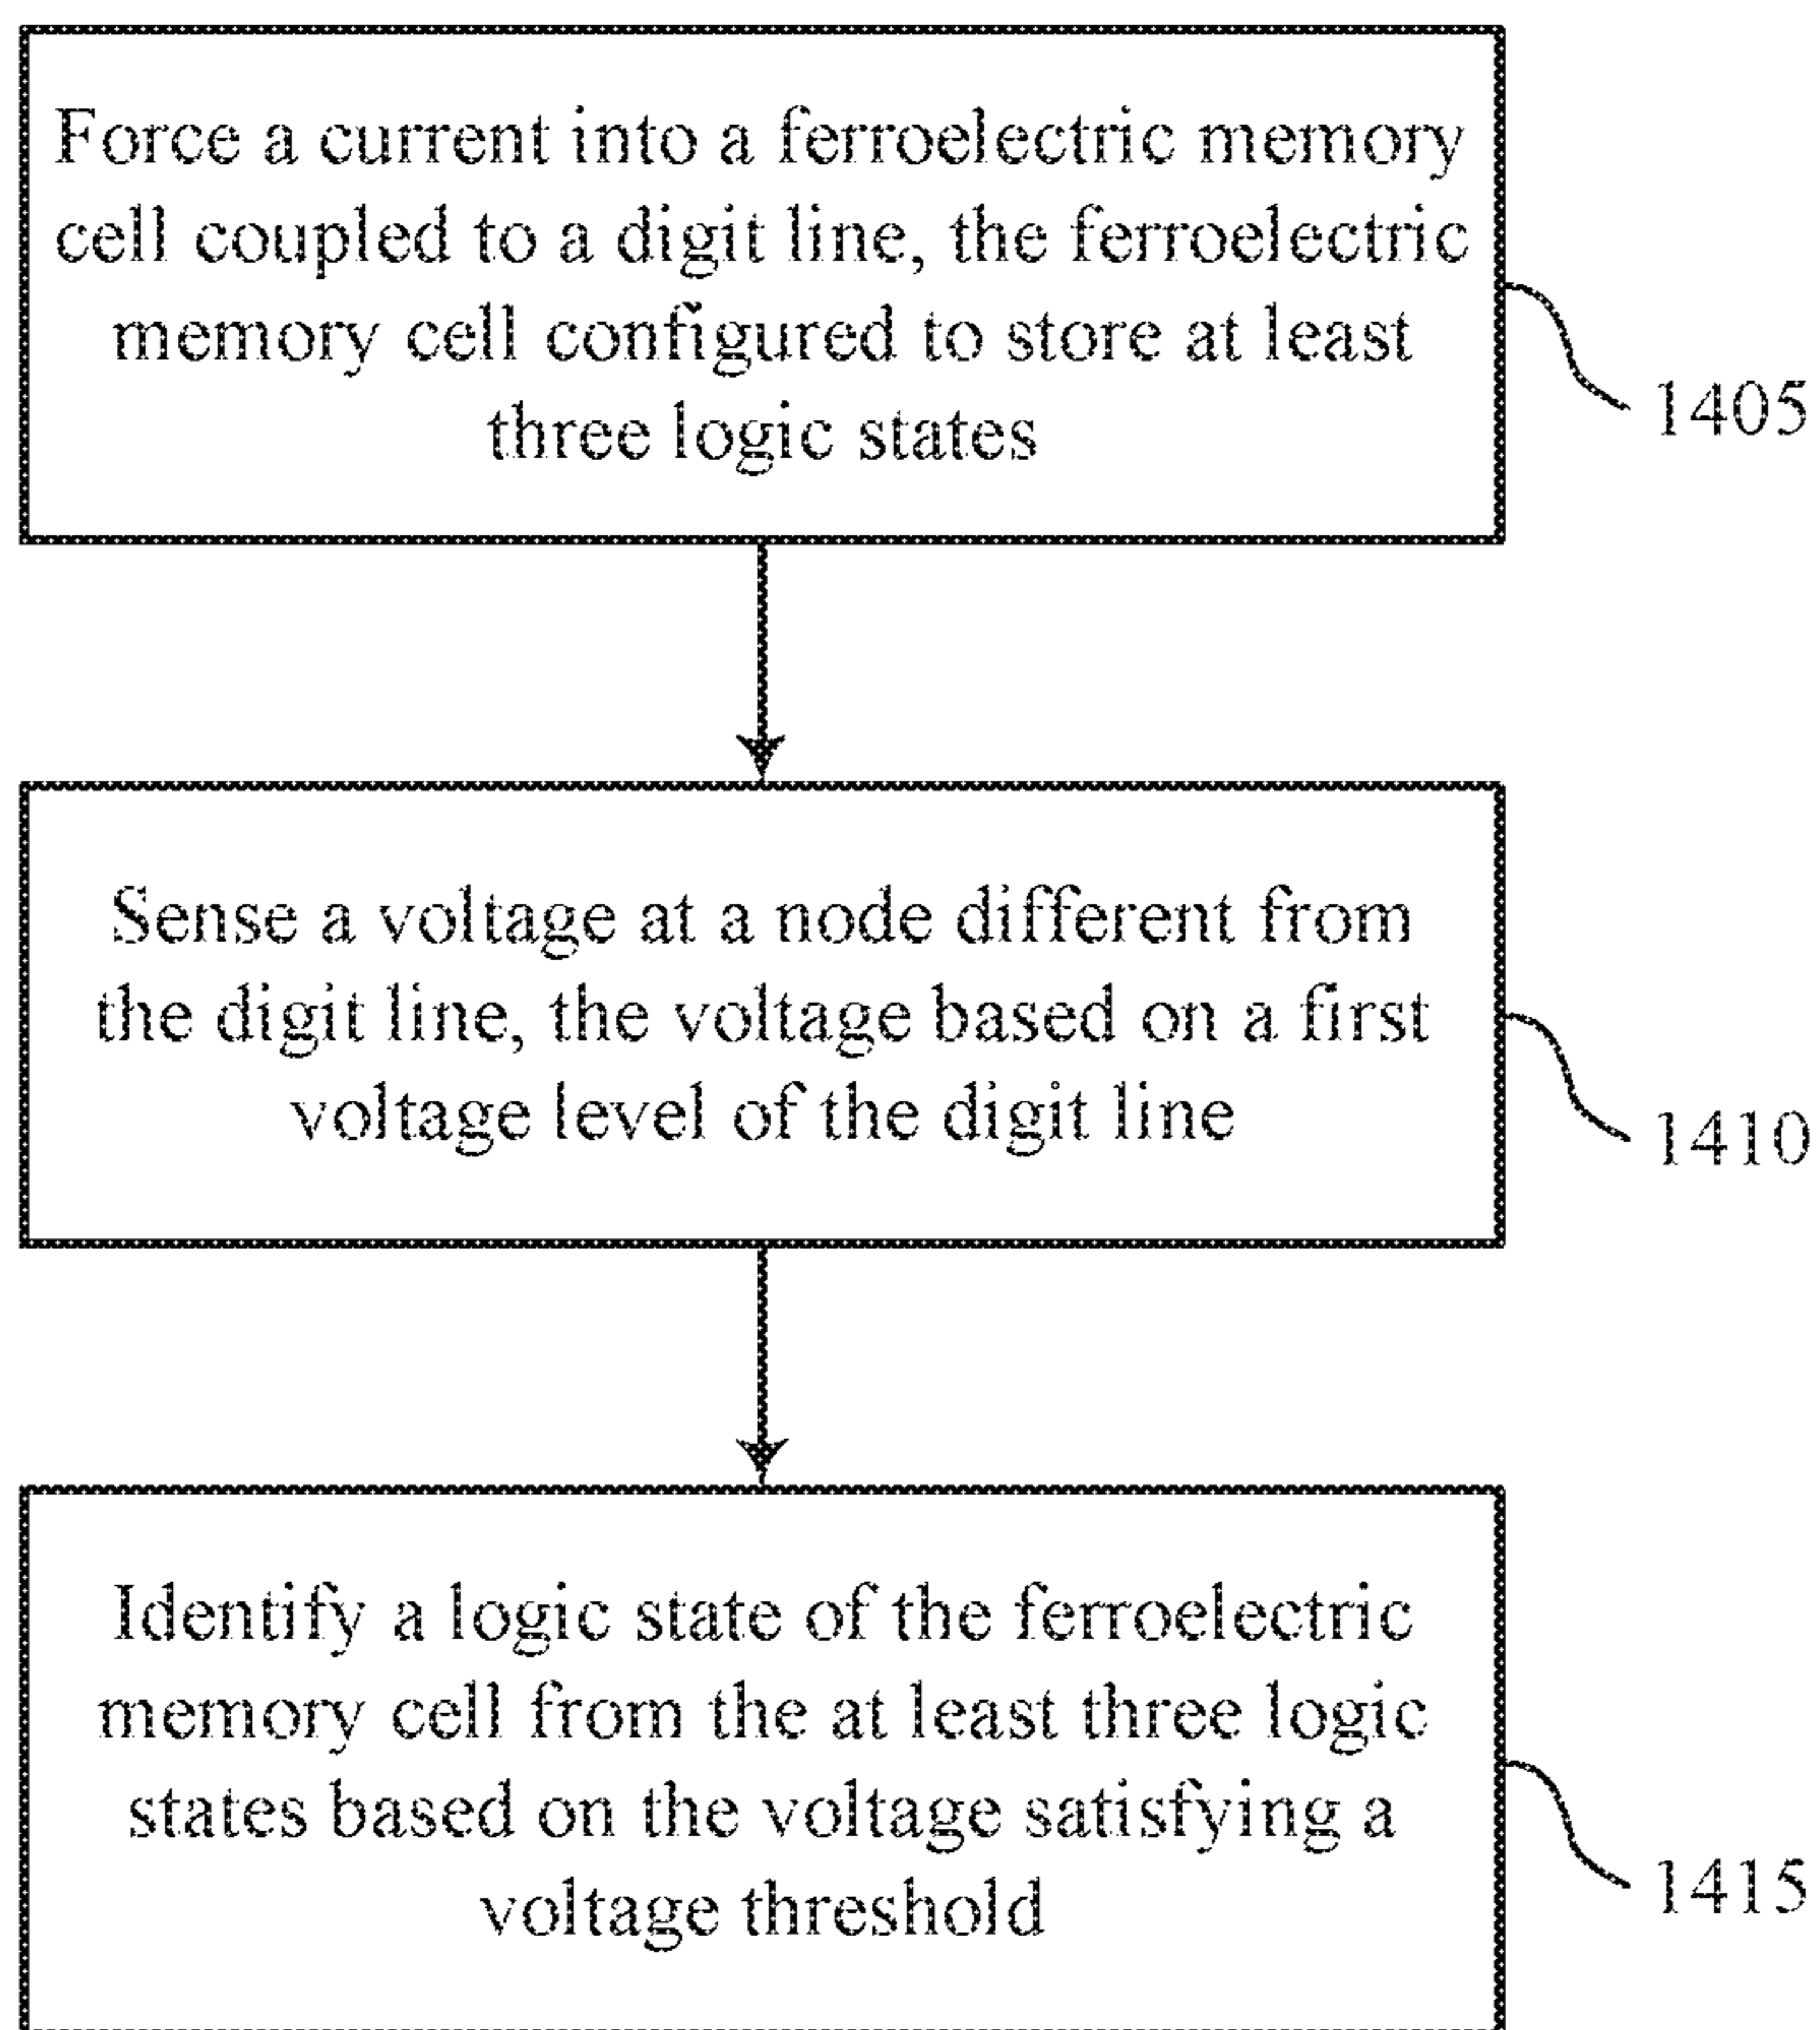 Force a current into a ferroelectric memory
cell coupled to a digit line, the ferroelectric
memory cell configured to store at least
three logic states
1405
Sense a voltage at a node different from
the digit line, the voltage based on a first
voltage level of the digit line
1410
Identify a logic state of the ferroelectric
memory cell from the at least three logic
states based on the voltage satisfying a
voltage threshold
1415